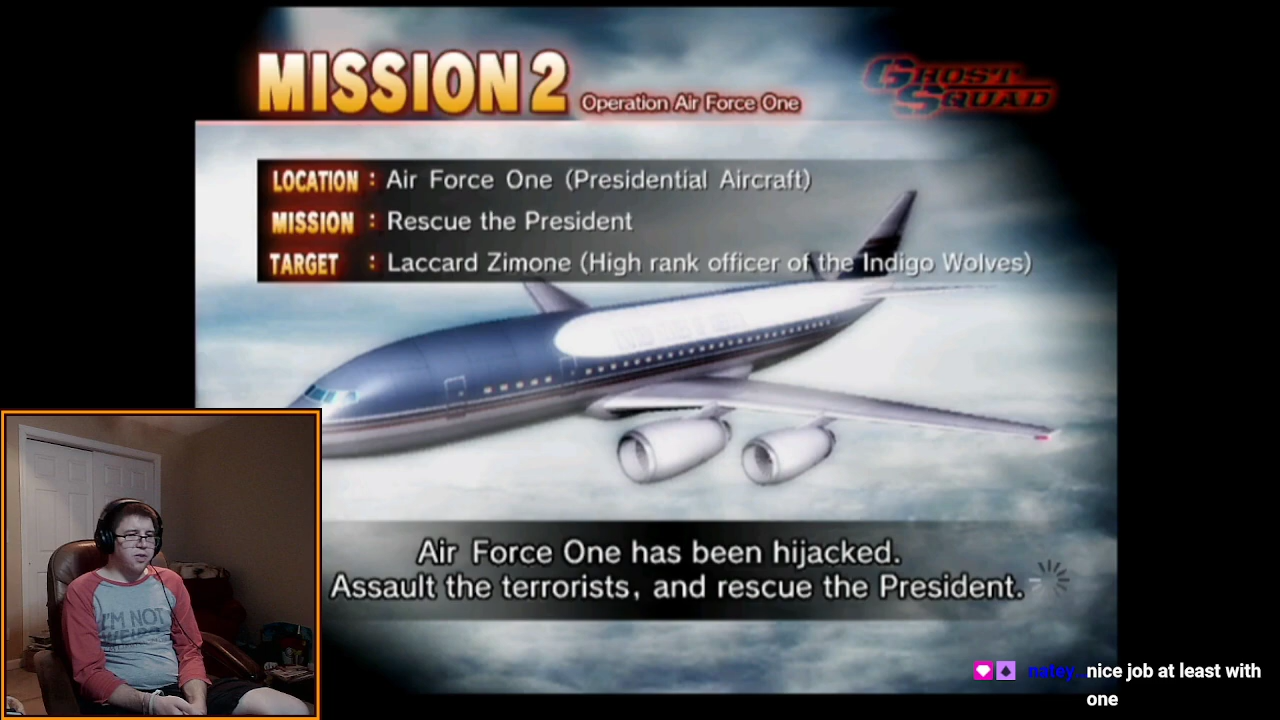 MISSION 2
Operation Air Force One
GHOST
SQUAD
LOCATION : Air Force One (Presidential Aircraft)
MISSION : Rescue the President
TARGET : Laccard Zimone (High rank officer of the Indigo Wolves)
Air Force One has been hijacked.
Assault the terrorists, and rescue the President.
I'M NOT
nice job at least with
one